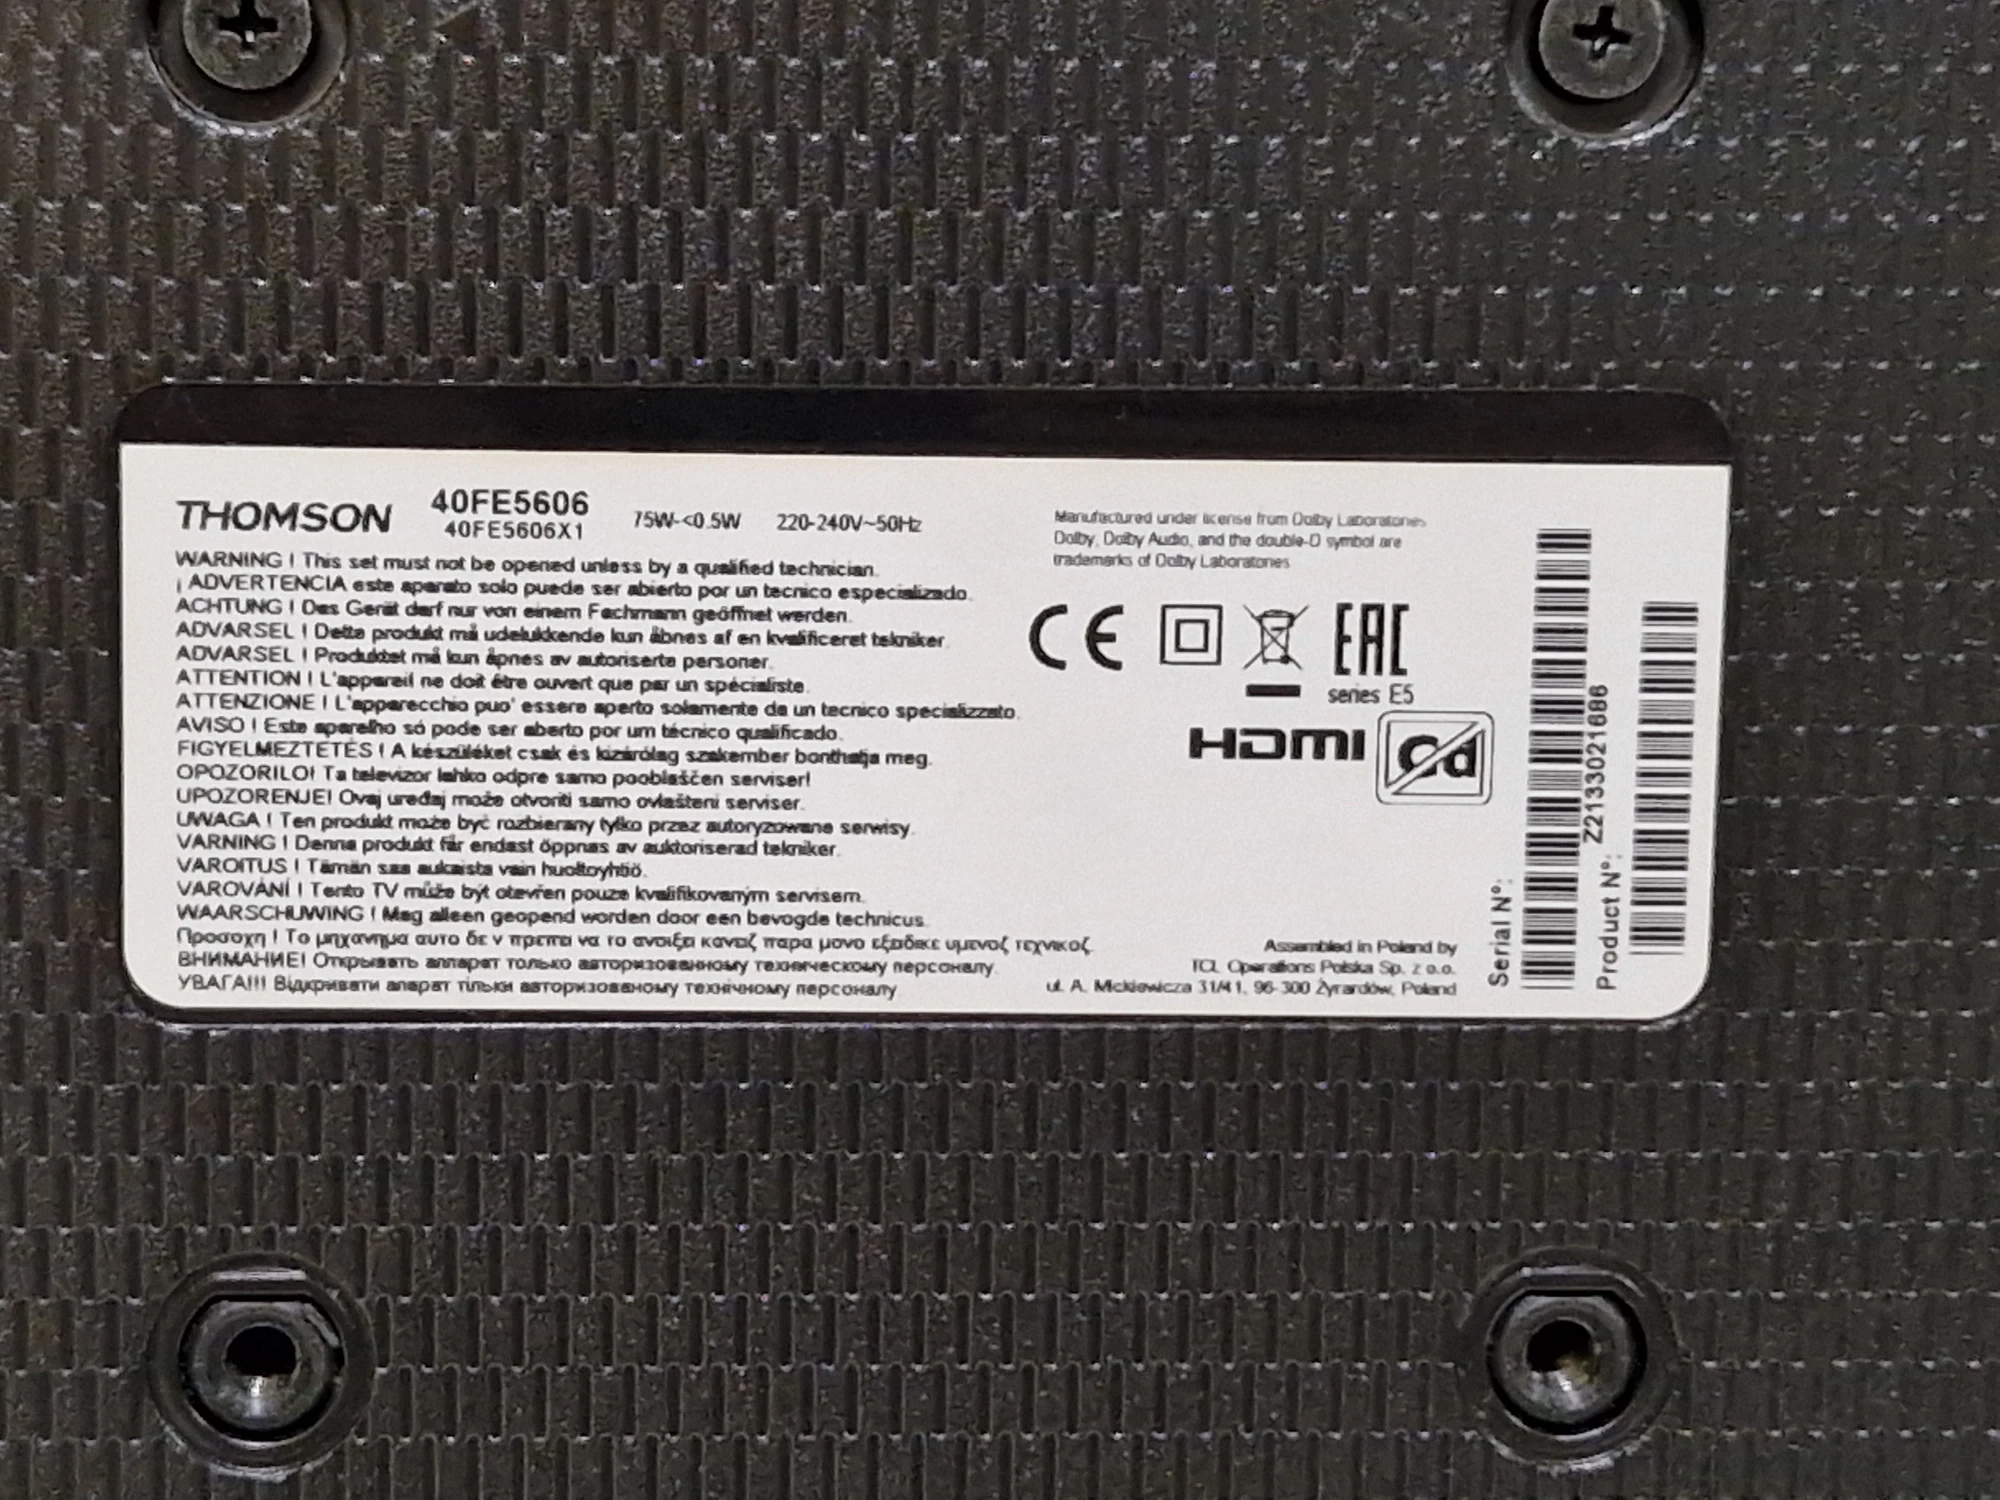 THOMSON 40FE5606
40FE5606X1 75W-<0.5W 220-240V~50Hz
WARNING ! This set must not be opened unless by a qualified technician.
¡ ADVERTENCIA este aparato solo puede ser abierto por un tecnico especializado.
ACHTUNG ! Das Gerät darf nur von einem Fachmann geöffnet werden.
ADVARSEL ! Dette produkt må udelukkende kun åbnes af en kvalificeret tekniker.
ADVARSEL ! Produktet må kun åpnes av autoriserte personer.
ATTENTION ! L'appareil ne doit être ouvert que par un spécialiste.
ATTENZIONE ! L'apparecchio puo' essere aperto solamente da un tecnico specializzato.
AVISO ! Este aparelho só pode ser aberto por um técnico qualificado.
FIGYELMEZTETÉS ! A készüléket csak és kizárólag szakember bonthatja meg.
OPOZORILO! Ta televizor lahko odpre samo pooblaščen serviser!
UPOZORENJE! Ovaj uređaj može otvoriti samo ovlašteni serviser.
UWAGA ! Ten produkt może być rozbierany tylko przez autoryzowane serwisy.
VARNING ! Denna produkt får endast öppnas av auktoriserad tekniker.
VAROITUS ! Tämän saa aukaista vain huoltoyhtiö.
VAROVÁNÍ ! Tento TV může být otevřen pouze kvalifikovaným servisem.
WAARSCHUWING ! Mag alleen geopend worden door een bevogde technicus.
Προσοχη ! Το μηχανημα αυτο δε ν πρεπει να το ανοιξει κανεις παρα μονο εξειδικε υμενος τεχνικος
ВНИМАНИЕ! Открывать аппарат только авторизованному техническому персоналу.
УВАГА!!! Відкривати апарат тільки авторизованому технічному персоналу
Manufactured under license from Dolby Laboratories
Dolby, Dolby Audio, and the double-D symbol are
trademarks of Dolby Laboratories
CE EAC
series E5
HDMI Cd
Assembled in Poland by
TCL Operations Polska Sp. z o.o.
ul. A. Mickiewicza 31/41, 96-300 Żyrardów, Poland
Serial N°:
Z213302​1686
Product N°: